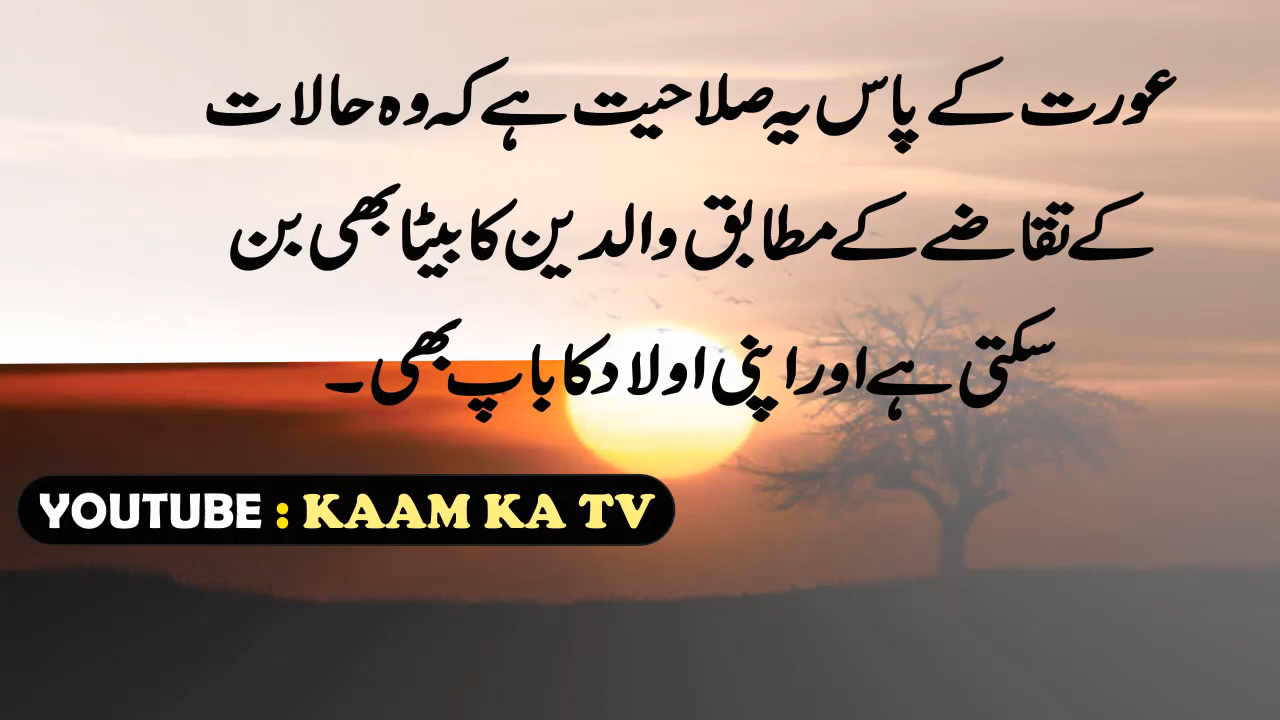 عورت کے پاس یہ صلاحیت ہے کہ وہ حالات
کے تقاضے کے مطابق والدین کا بیٹا بھی بن
سکتی ہے اور اپنی اولاد کا باپ بھی۔
YOUTUBE : KAAM KA TV